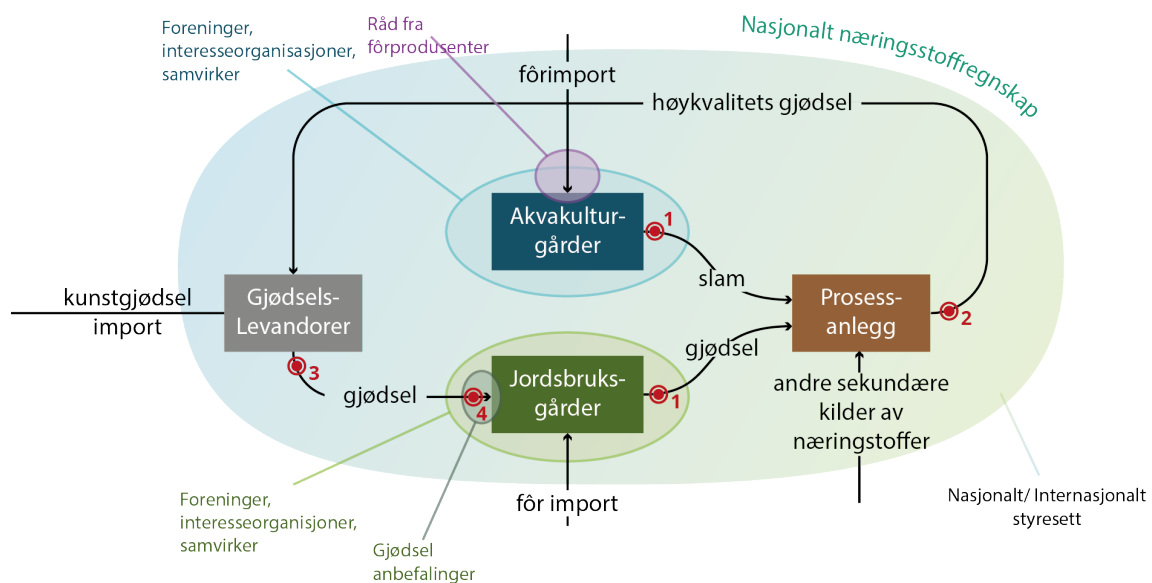 Foreninger,
interesseorganisasjoner,
samvirker
Råd fra
fôrprodusenter
Nasjonalt næringsstoffregnskap
fôrimport
høykvalitets gjødsel
Akvakultur-
gårder
1
slam
kunstgjødsel
import
Gjødsels-
Levandorer
Prosess-
anlegg
2
3
gjødsel
gjødsel
4
Jordsbruks-
gårder
1
andre sekundære
kilder av
næringstoffer
fôr import
Foreninger,
interesseorganisjoner,
samvirker
Gjødsel
anbefalinger
Nasjonalt/ Internasjonalt
styresett